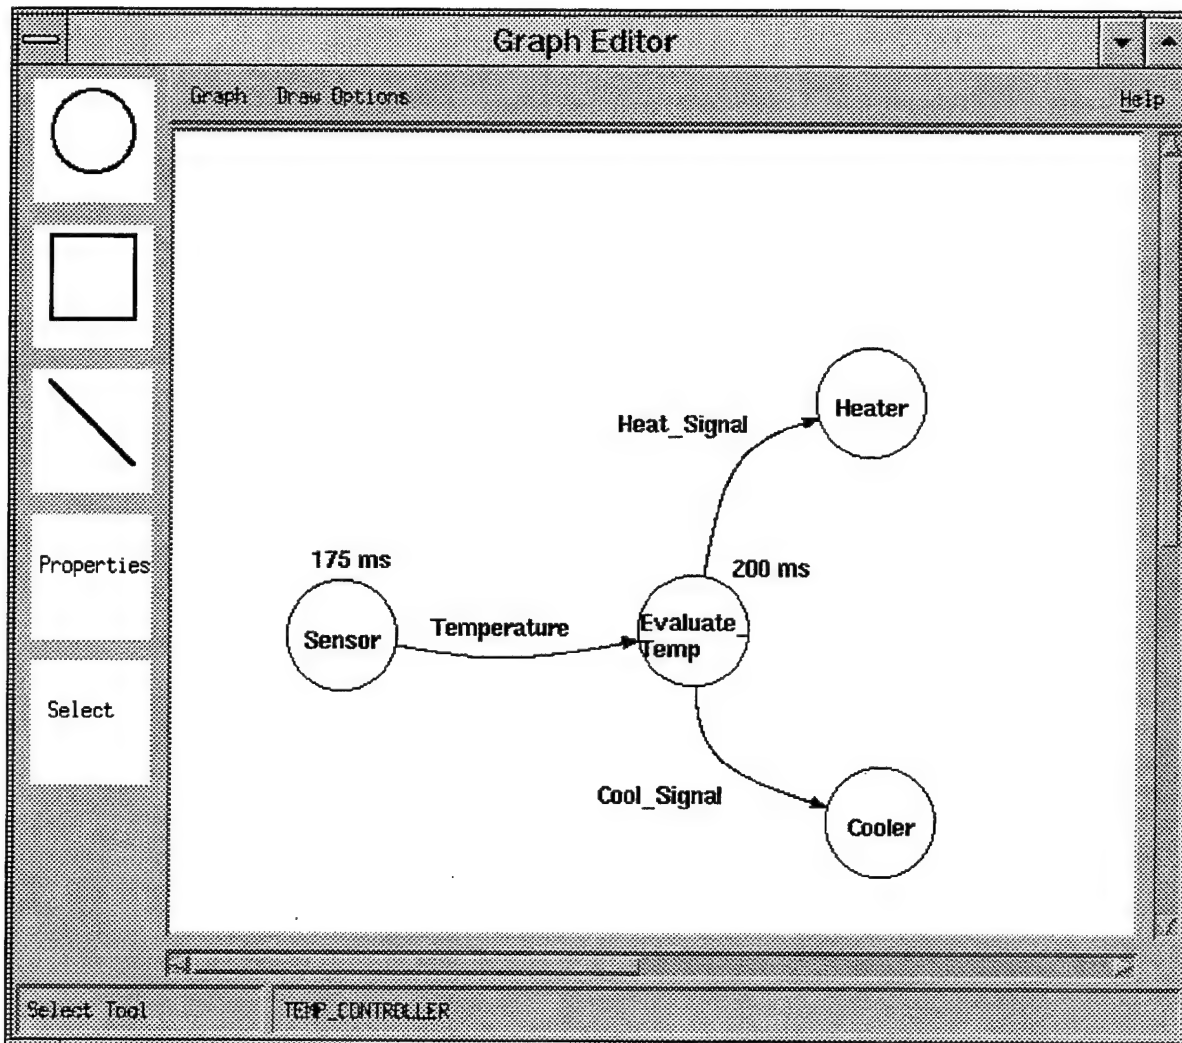 Graph Editor
Graph Draw Options Help
Heater
Heat_Signal
175 ms
200 ms
Properties
Sensor
Temperature
Evaluate_
Temp
Select
Cool_Signal
Cooler
Select Tool
TEMP_CONTROLLER